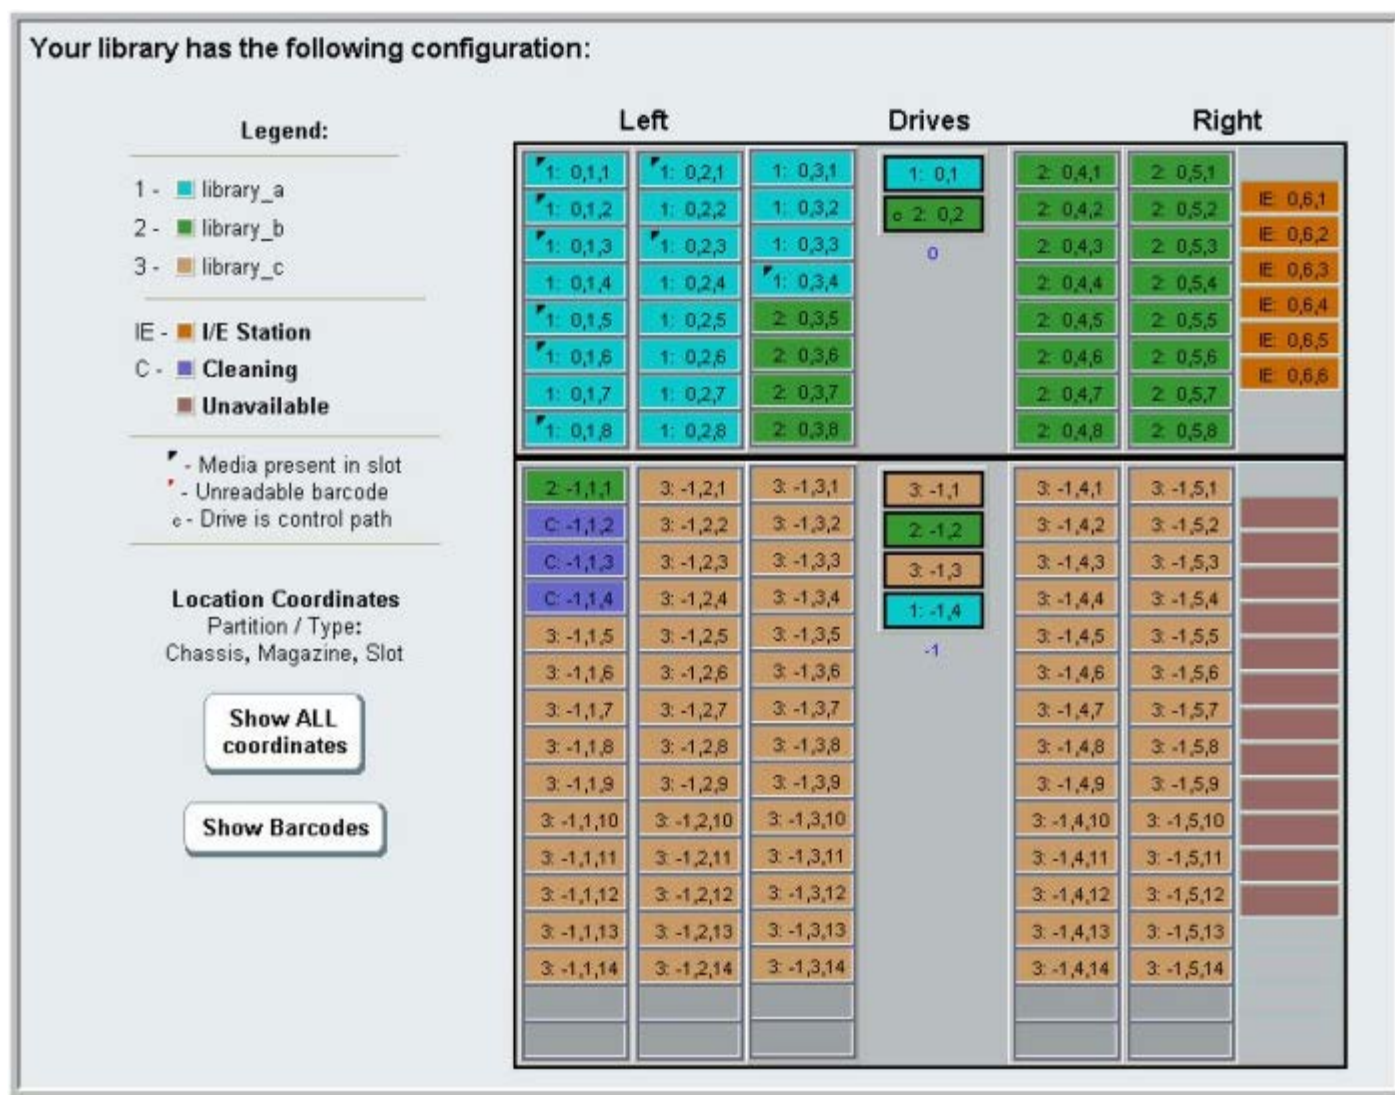 Your library has the following configuration:
Legend:
1 - library_a
2 - library_b
3 - library_c
IE - I/E Station
C - Cleaning
Unavailable
- Media present in slot
- Unreadable barcode
c - Drive is control path
Location Coordinates
Partition / Type:
Chassis, Magazine, Slot
Show ALL
coordinates
Show Barcodes
Left Drives Right
1: 0,1,1 1: 0,2,1 1: 0,3,1 1: 0,1 2: 0,4,1 2: 0,5,1
IE: 0,6,1
1: 0,1,2 1: 0,2,2 1: 0,3,2 c 2: 0,2 2: 0,4,2 2: 0,5,2
IE: 0,6,2
1: 0,1,3 1: 0,2,3 1: 0,3,3 0 2: 0,4,3 2: 0,5,3
IE: 0,6,3
1: 0,1,4 1: 0,2,4 1: 0,3,4 2: 0,4,4 2: 0,5,4
IE: 0,6,4
1: 0,1,5 1: 0,2,5 2: 0,3,5 2: 0,4,5 2: 0,5,5
IE: 0,6,5
1: 0,1,6 1: 0,2,6 2: 0,3,6 2: 0,4,6 2: 0,5,6
IE: 0,6,6
1: 0,1,7 1: 0,2,7 2: 0,3,7 2: 0,4,7 2: 0,5,7
1: 0,1,8 1: 0,2,8 2: 0,3,8 2: 0,4,8 2: 0,5,8
2: -1,1,1 3: -1,2,1 3: -1,3,1 3: -1,1 3: -1,4,1 3: -1,5,1
C: -1,1,2 3: -1,2,2 3: -1,3,2 2: -1,2 3: -1,4,2 3: -1,5,2
C: -1,1,3 3: -1,2,3 3: -1,3,3 3: -1,3 3: -1,4,3 3: -1,5,3
C: -1,1,4 3: -1,2,4 3: -1,3,4 1: -1,4 3: -1,4,4 3: -1,5,4
3: -1,1,5 3: -1,2,5 3: -1,3,5 -1 3: -1,4,5 3: -1,5,5
3: -1,1,6 3: -1,2,6 3: -1,3,6 3: -1,4,6 3: -1,5,6
3: -1,1,7 3: -1,2,7 3: -1,3,7 3: -1,4,7 3: -1,5,7
3: -1,1,8 3: -1,2,8 3: -1,3,8 3: -1,4,8 3: -1,5,8
3: -1,1,9 3: -1,2,9 3: -1,3,9 3: -1,4,9 3: -1,5,9
3: -1,1,10 3: -1,2,10 3: -1,3,10 3: -1,4,10 3: -1,5,10
3: -1,1,11 3: -1,2,11 3: -1,3,11 3: -1,4,11 3: -1,5,11
3: -1,1,12 3: -1,2,12 3: -1,3,12 3: -1,4,12 3: -1,5,12
3: -1,1,13 3: -1,2,13 3: -1,3,13 3: -1,4,13 3: -1,5,13
3: -1,1,14 3: -1,2,14 3: -1,3,14 3: -1,4,14 3: -1,5,14